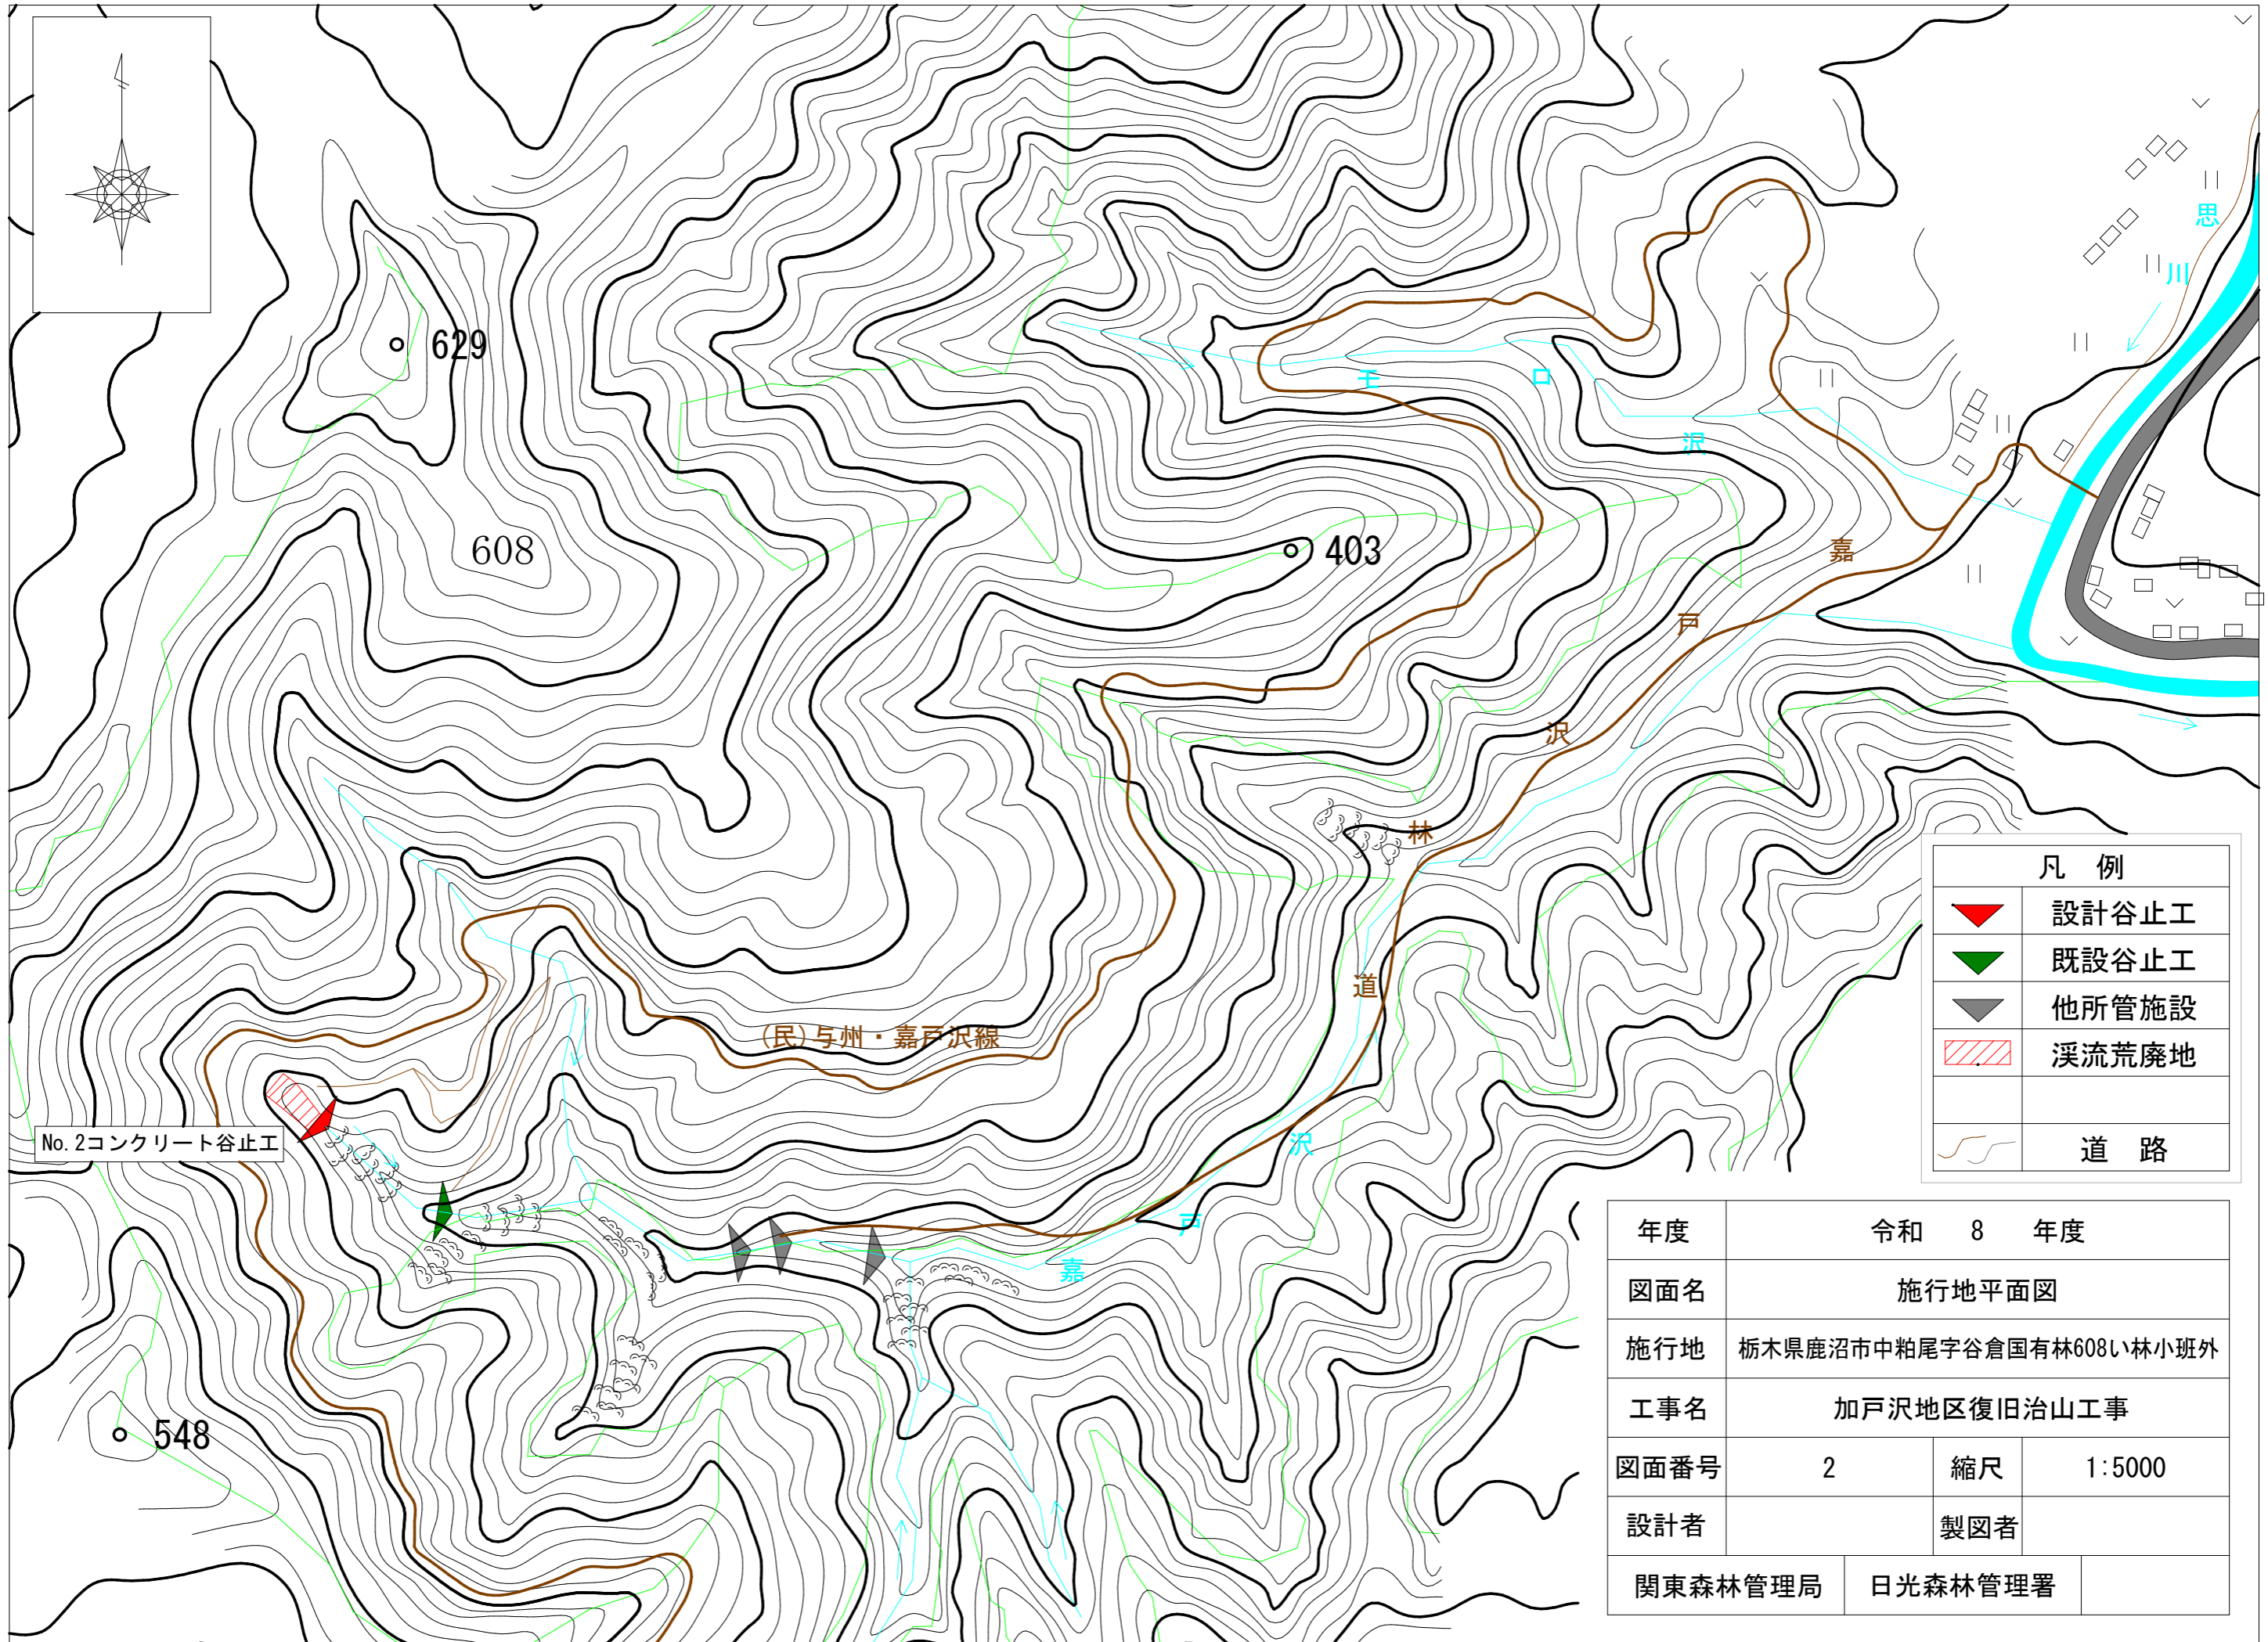 629
608
403
548
思
川
モ
ロ
沢
嘉
戸
沢
林
道
(民)与州・嘉戸沢線
沢
戸
嘉
No.2コンクリート谷止工
凡 例
設計谷止工
既設谷止工
他所管施設
渓流荒廃地
道 路
年度 令和 8 年度
図面名 施行地平面図
施行地 栃木県鹿沼市中粕尾字谷倉国有林608い林小班外
工事名 加戸沢地区復旧治山工事
図面番号 2 縮尺 1:5000
設計者 製図者
関東森林管理局 日光森林管理署